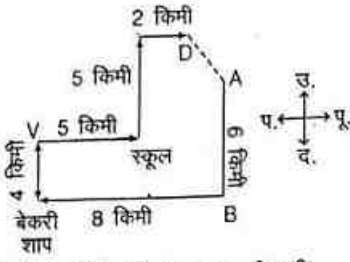 2 किमी
D
5 किमी
A
उ.
V
5 किमी
प.
पू.
स्कूल
द.
4 किमी
6 किमी
बेकरी
शाप
8 किमी
B